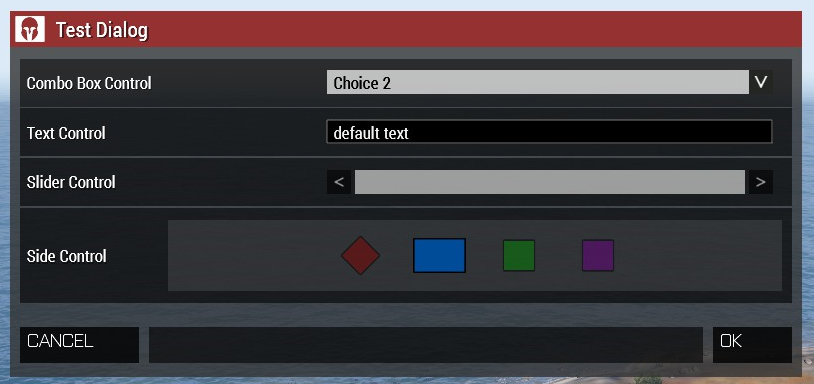 Test Dialog
Combo Box Control
Choice 2
V
Text Control
default text
Slider Control
<
>
Side Control
CANCEL
OK